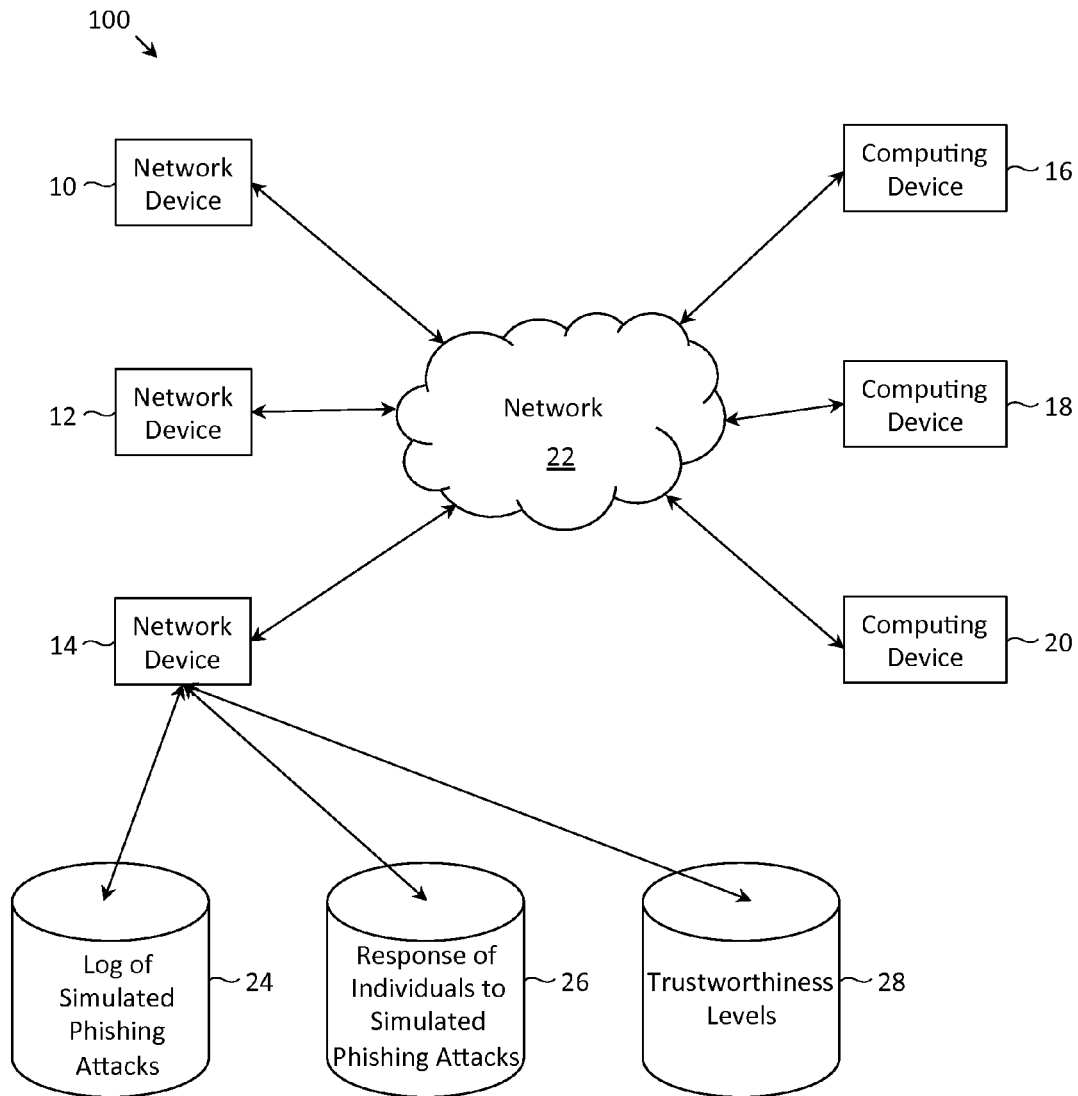 100
Network
Device
10
Computing
Device
16
Network
Device
12
Network
22
Computing
Device
18
Network
Device
14
Computing
Device
20
Log of
Simulated
Phishing
Attacks
24
Response of
Individuals to
Simulated
Phishing Attacks
26
Trustworthiness
Levels
28